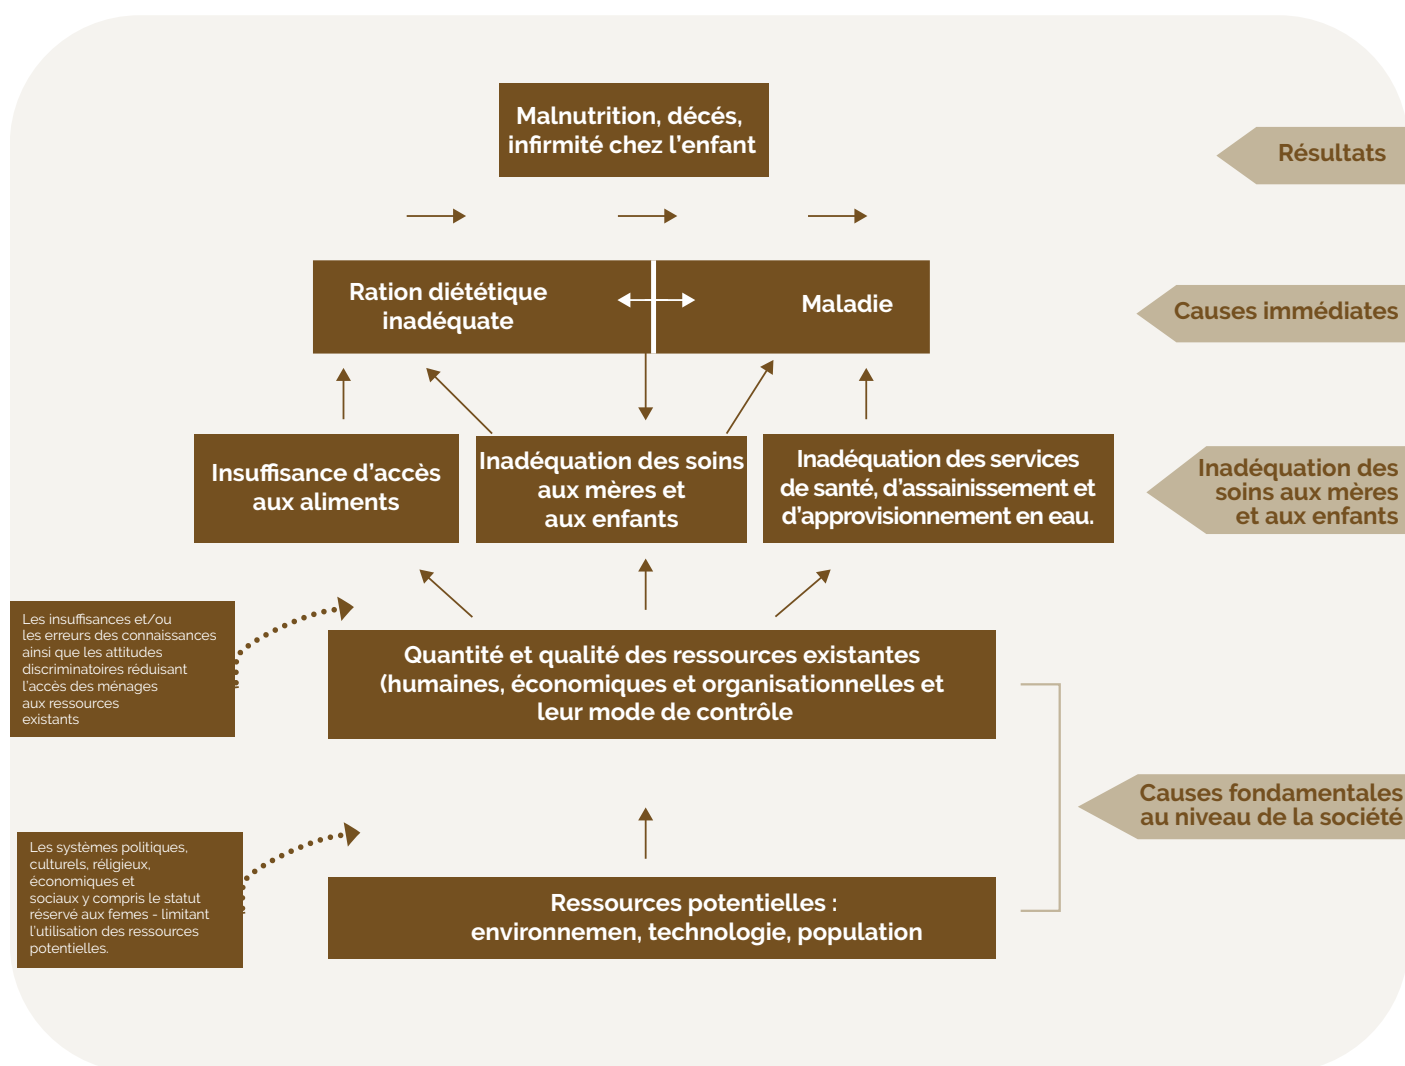 Malnutrition, décés,
infirmité chez l'enfant
Résultats
Ration diététique
inadéquate
Maladie
Causes immédiates
Insuffisance d'accès
aux aliments
Inadéquation des soins
aux mères et
aux enfants
Inadéquation des services
de santé, d'assainissement et
d'approvisionnement en eau.
Inadéquation des
soins aux mères
et aux enfants
Les insuffisances et/ou
les erreurs des connaissances
ainsi que les attitudes
discriminatoires réduisant
l'accès des ménages
aux ressources
existants
Quantité et qualité des ressources existantes
(humaines, économiques et organisationnelles et
leur mode de contrôle
Causes fondamentales
au niveau de la société
Les systèmes politiques,
culturels, réligieux,
économiques et
sociaux y compris le statut
réservé aux femes - limitant
l'utilisation des ressources
potentielles.
Ressources potentielles :
environnemen, technologie, population